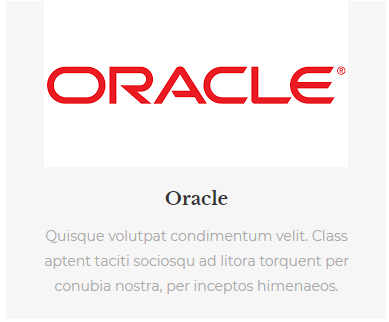 ORACLE®
Oracle
Quisque volutpat condimentum velit. Class
aptent taciti sociosqu ad litora torquent per
conubia nostra, per inceptos himenaeos.